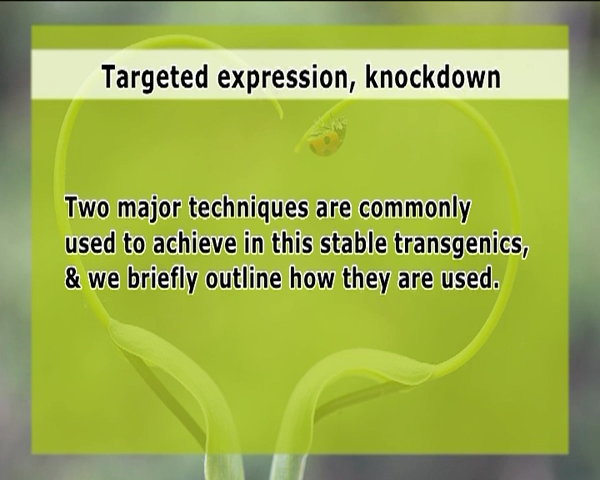 Targeted expression, knockdown
Two major techniques are commonly
used to achieve in this stable transgenics,
& we briefly outline how they are used.